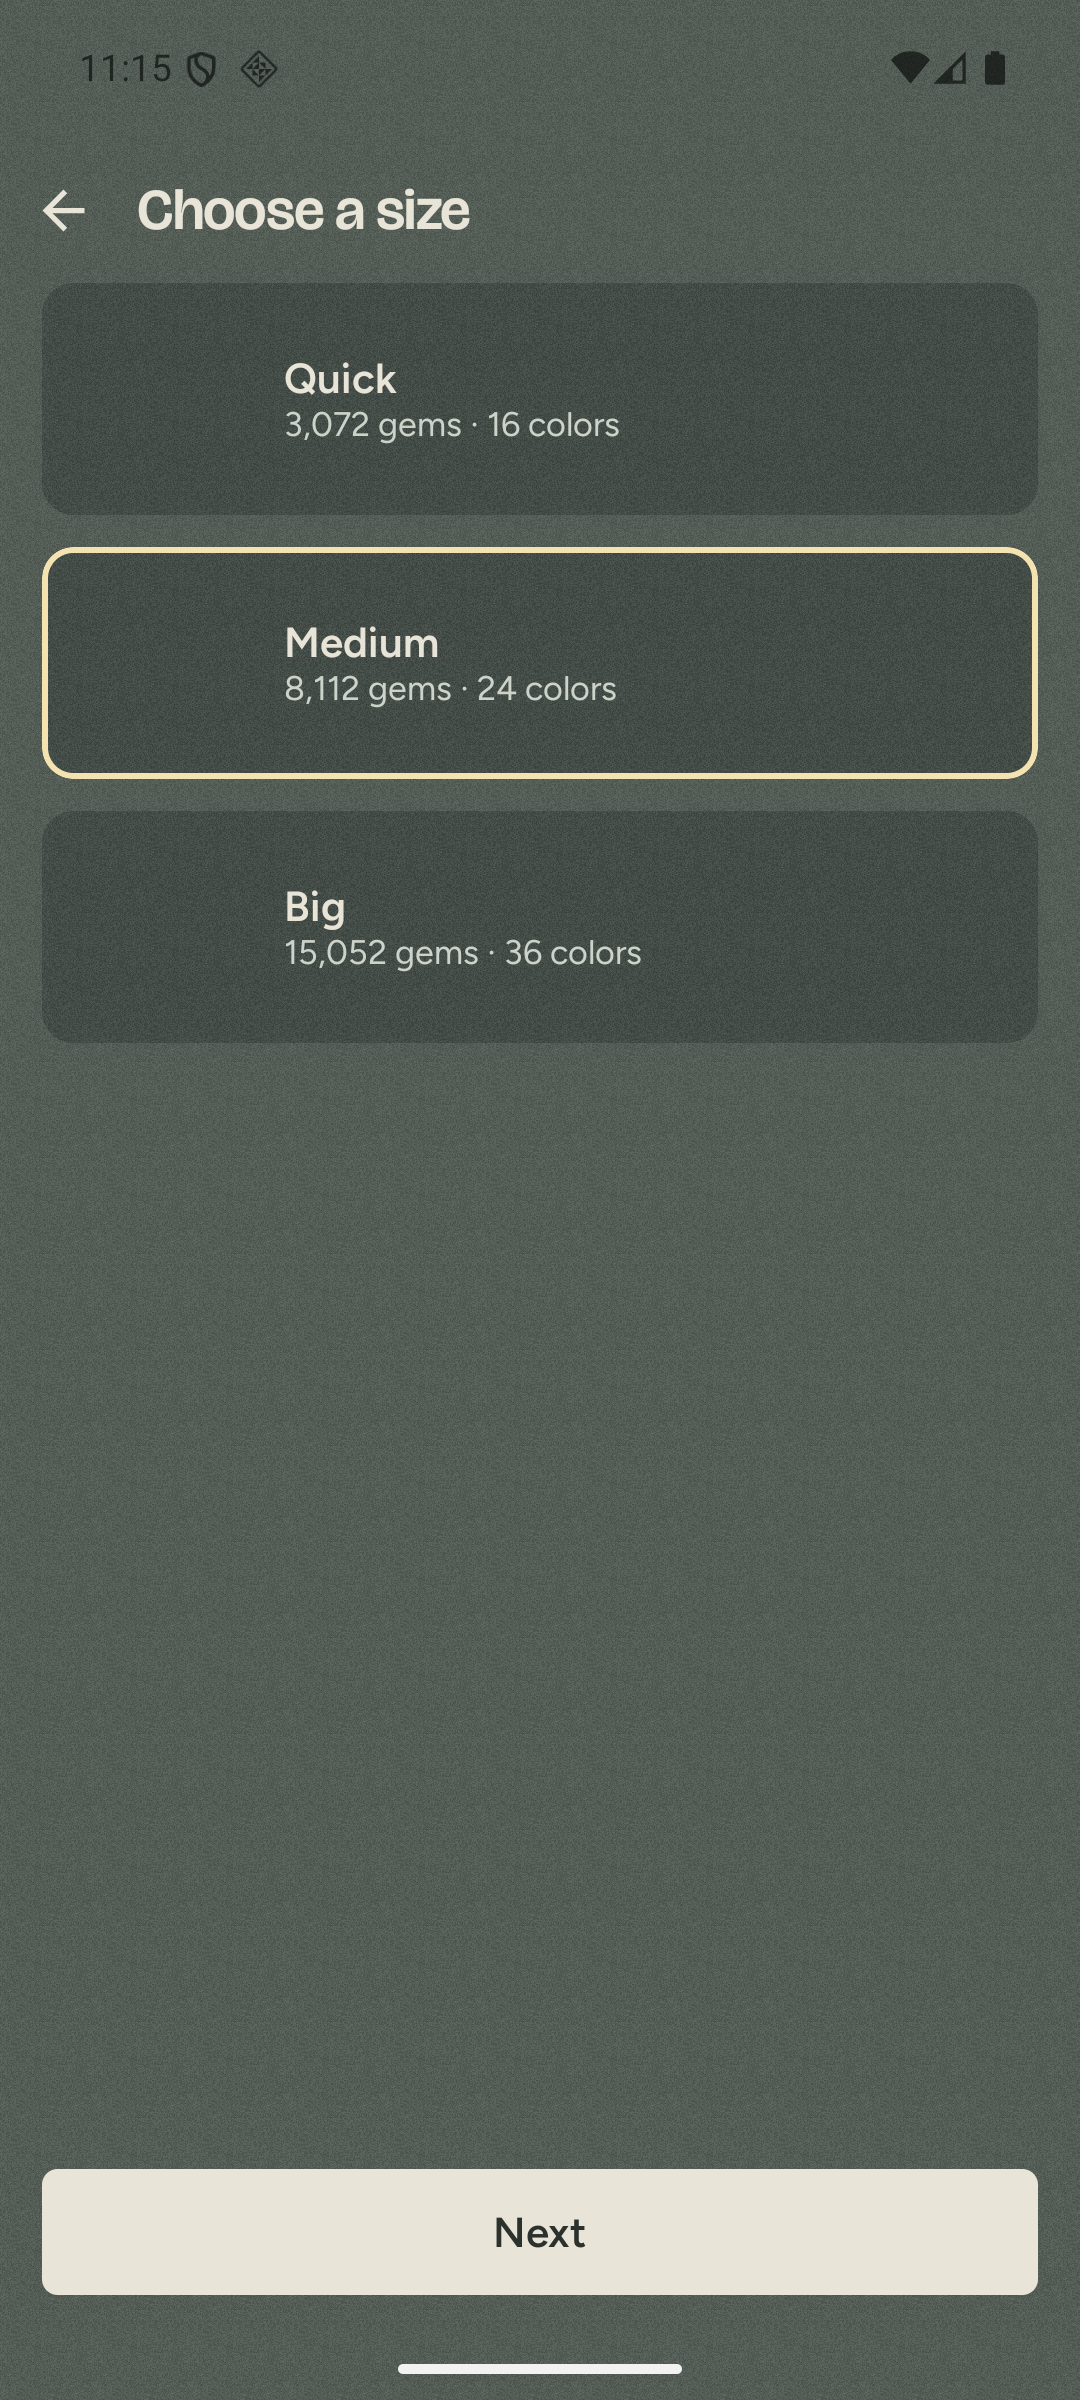 11:15
Choose a size
Quick
3,072 gems · 16 colors
Medium
8,112 gems · 24 colors
Big
15,052 gems · 36 colors
Next